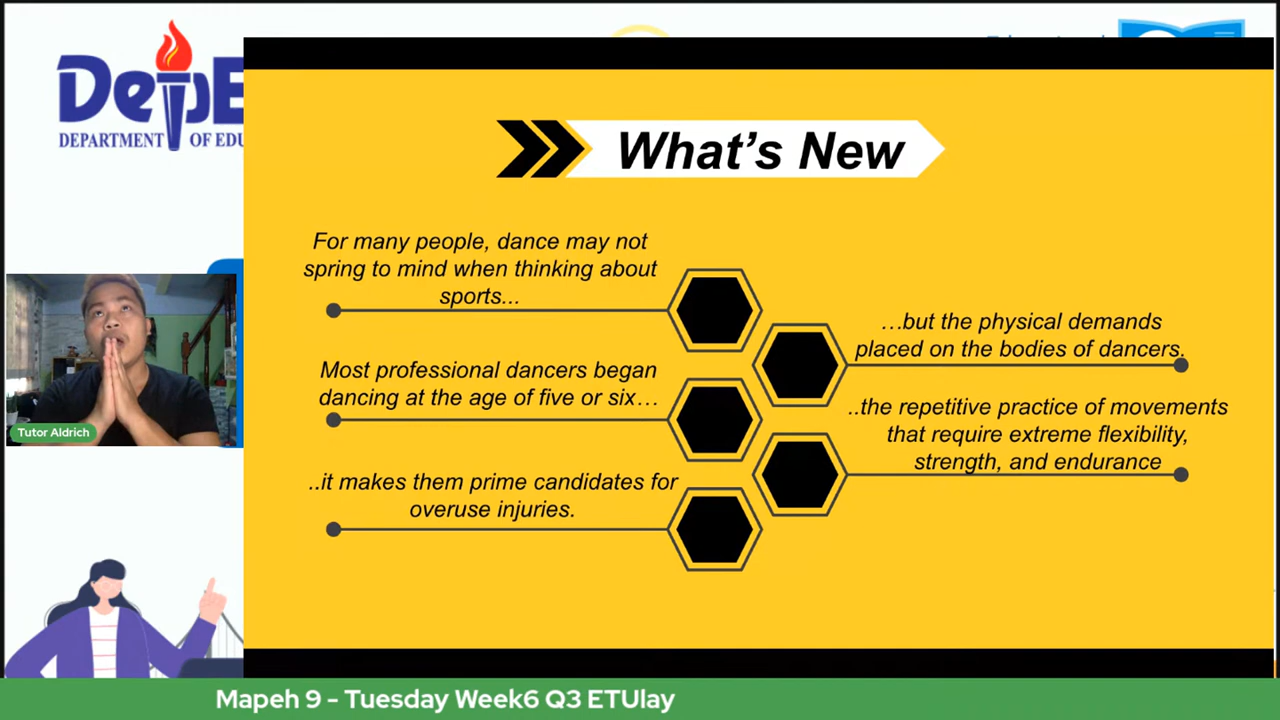 DepE
DEPARTMENT OF EDU
What's New
For many people, dance may not
spring to mind when thinking about
sports...
…but the physical demands
placed on the bodies of dancers.
Most professional dancers began
dancing at the age of five or six…
..the repetitive practice of movements
that require extreme flexibility,
strength, and endurance
..it makes them prime candidates for
overuse injuries.
Tutor Aldrich
Mapeh 9 - Tuesday Week6 Q3 ETUlay